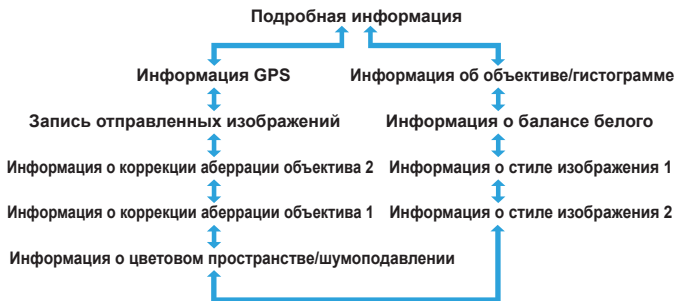 Подробная информация
Информация GPS
Информация об объективе/гистограмме
Запись отправленных изображений
Информация о балансе белого
Информация о коррекции аберрации объектива 2
Информация о стиле изображения 1
Информация о коррекции аберрации объектива 1
Информация о стиле изображения 2
Информация о цветовом пространстве/шумоподавлении